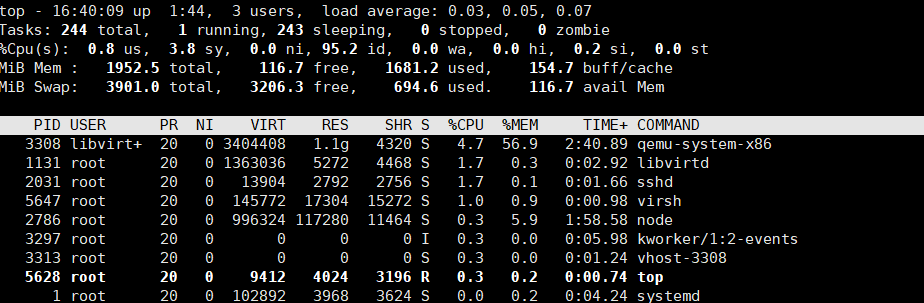 top - 16:40:09 up  1:44,  3 users,  load average: 0.03, 0.05, 0.07
Tasks: 244 total,   1 running, 243 sleeping,   0 stopped,   0 zombie
%Cpu(s):  0.8 us,  3.8 sy,  0.0 ni, 95.2 id,  0.0 wa,  0.0 hi,  0.2 si,  0.0 st
MiB Mem :   1952.5 total,    116.7 free,   1681.2 used,    154.7 buff/cache
MiB Swap:   3901.0 total,   3206.3 free,    694.6 used.    116.7 avail Mem
PID USER      PR  NI    VIRT    RES    SHR S  %CPU  %MEM     TIME+ COMMAND
3308 libvirt+  20   0 3404408   1.1g   4320 S   4.7  56.9   2:40.89 qemu-system-x86
1131 root      20   0 1363036   5272   4468 S   1.7   0.3   0:02.92 libvirtd
2031 root      20   0   13904   2792   2756 S   1.7   0.1   0:01.66 sshd
5647 root      20   0  145772  17304  15272 S   1.0   0.9   0:00.98 virsh
2786 root      20   0  996324 117280  11464 S   0.3   5.9   1:58.58 node
3297 root      20   0       0      0      0 I   0.3   0.0   0:05.98 kworker/1:2-events
3313 root      20   0       0      0      0 S   0.3   0.0   0:01.24 vhost-3308
5628 root      20   0    9412   4024   3196 R   0.3   0.2   0:00.74 top
1 root      20   0  102892   3968   3624 S   0.0   0.2   0:04.24 systemd